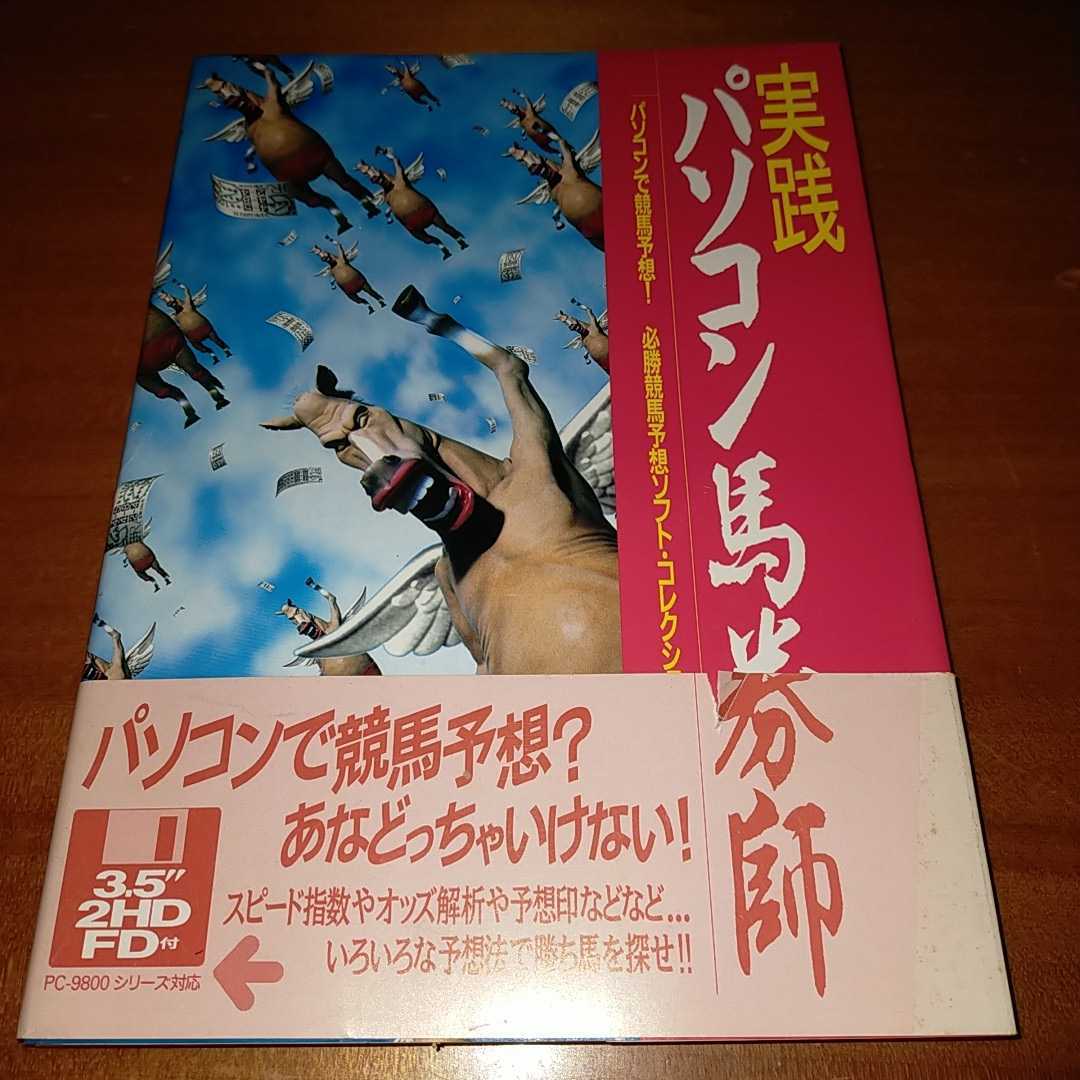 実践
パソコン馬券師
パソコンで競馬予想! 必勝競馬予想ソフト・コレクショ
パソコンで競馬予想?
あなどっちゃいけない!
3.5″
2HD
FD付
PC-9800シリーズ対応
スピード指数やオッズ解析や予想印などなど...
いろいろな予想法で勝ち馬を探せ!!